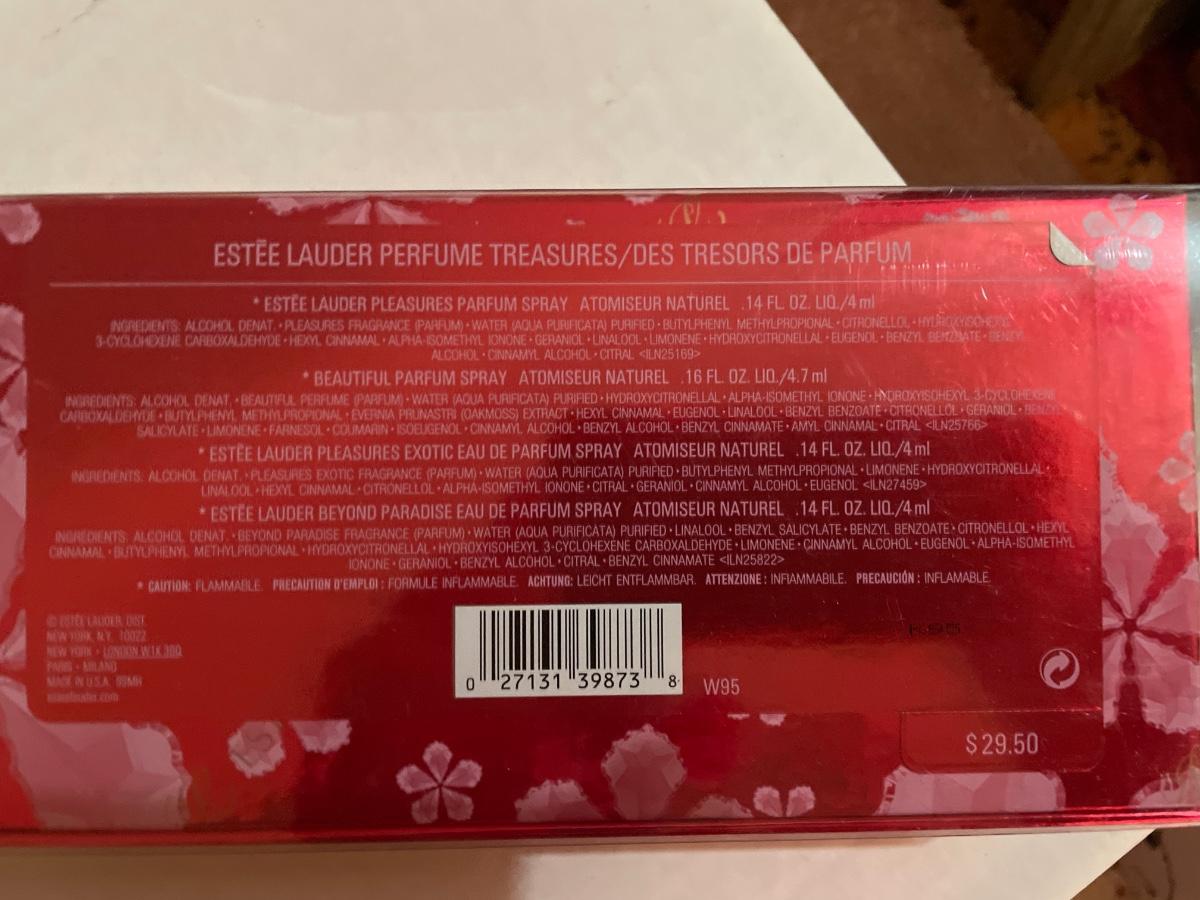 ESTĒE LAUDER PERFUME TREASURES/DES TRESORS DE PARFUM
* ESTĒE LAUDER PLEASURES PARFUM SPRAY ATOMISEUR NATUREL .14 FL. OZ. LIQ./4 ml
INGREDIENTS: ALCOHOL DENAT. • PLEASURES FRAGRANCE (PARFUM) • WATER (AQUA PURIFICATA) PURIFIED • BUTYLPHENYL METHYLPROPIONAL • CITRONELLOL • HYDROXYISOHEXYL
3-CYCLOHEXENE CARBOXALDEHYDE • HEXYL CINNAMAL • ALPHA-ISOMETHYL IONONE • GERANIOL • LINALOOL • LIMONENE • HYDROXYCITRONELLAL • EUGENOL • BENZYL BENZOATE • BENZYL
ALCOHOL • CINNAMYL ALCOHOL • CITRAL <ILN25169>
* BEAUTIFUL PARFUM SPRAY ATOMISEUR NATUREL .16 FL. OZ. LIQ./4.7 ml
INGREDIENTS: ALCOHOL DENAT. • BEAUTIFUL PERFUME (PARFUM) • WATER (AQUA PURIFICATA) PURIFIED • HYDROXYCITRONELLAL • ALPHA-ISOMETHYL IONONE • HYDROXYISOHEXYL 3-CYCLOHEXENE
CARBOXALDEHYDE • BUTYLPHENYL METHYLPROPIONAL • EVERNIA PRUNASTRI (OAKMOSS) EXTRACT • HEXYL CINNAMAL • EUGENOL • LINALOOL • BENZYL BENZOATE • CITRONELLOL • GERANIOL • BENZYL
SALICYLATE • LIMONENE • FARNESOL • COUMARIN • ISOEUGENOL • CINNAMYL ALCOHOL • BENZYL ALCOHOL • BENZYL CINNAMATE • AMYL CINNAMAL • CITRAL <ILN25766>
* ESTĒE LAUDER PLEASURES EXOTIC EAU DE PARFUM SPRAY ATOMISEUR NATUREL .14 FL. OZ. LIQ./4 ml
INGREDIENTS: ALCOHOL DENAT. • PLEASURES EXOTIC FRAGRANCE (PARFUM) • WATER (AQUA PURIFICATA) PURIFIED • BUTYLPHENYL METHYLPROPIONAL • LIMONENE • HYDROXYCITRONELLAL •
LINALOOL • HEXYL CINNAMAL • CITRONELLOL • ALPHA-ISOMETHYL IONONE • CITRAL • GERANIOL • CINNAMYL ALCOHOL • EUGENOL <ILN27459>
* ESTĒE LAUDER BEYOND PARADISE EAU DE PARFUM SPRAY ATOMISEUR NATUREL .14 FL. OZ. LIQ./4 ml
INGREDIENTS: ALCOHOL DENAT. • BEYOND PARADISE FRAGRANCE (PARFUM) • WATER (AQUA PURIFICATA) PURIFIED • LINALOOL • BENZYL SALICYLATE • BENZYL BENZOATE • CITRONELLOL • HEXYL
CINNAMAL • BUTYLPHENYL METHYLPROPIONAL • HYDROXYCITRONELLAL • HYDROXYISOHEXYL 3-CYCLOHEXENE CARBOXALDEHYDE • LIMONENE • CINNAMYL ALCOHOL • EUGENOL • ALPHA-ISOMETHYL
IONONE • GERANIOL • BENZYL ALCOHOL • CITRAL • BENZYL CINNAMATE <ILN25822>
* CAUTION: FLAMMABLE. PRECAUTION D'EMPLOI : FORMULE INFLAMMABLE. ACHTUNG: LEICHT ENTFLAMMBAR. ATTENZIONE : INFIAMMABILE. PRECAUCIÓN : INFLAMABLE.
© ESTĒE LAUDER, DIST.
NEW YORK, N.Y. 10022
NEW YORK • LONDON W1K 3BQ
PARIS • MILANO
MADE IN U.S.A.
esteelauder.com
0 27131 39873 8
W95
$ 29.50